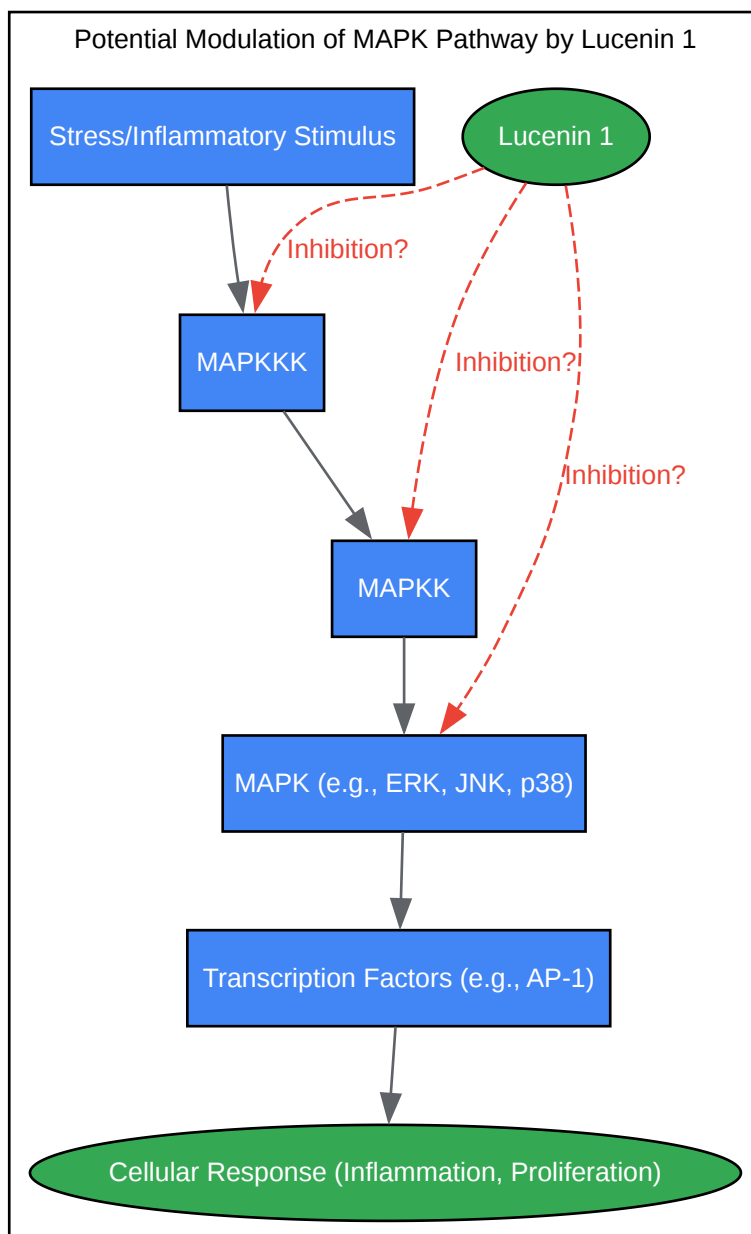 Potential Modulation of MAPK Pathway by Lucenin 1
Stress/Inflammatory Stimulus
Lucenin 1
Inhibition?
MAPKKK
Inhibition?
Inhibition?
MAPKK
MAPK (e.g., ERK, JNK, p38)
Transcription Factors (e.g., AP-1)
Cellular Response (Inflammation, Proliferation)